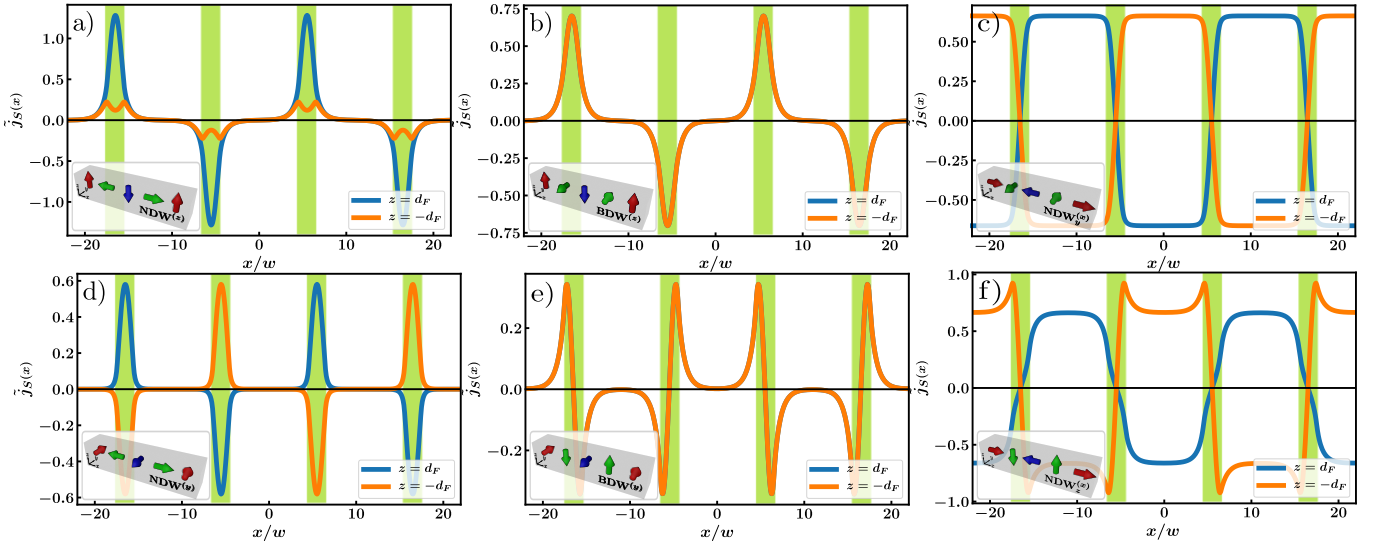 a)
1.0
0.5
0.0
−0.5
−1.0
j̃S(x)
NDW(z)
z = dF
z = −dF
−20 −10 0 10 20
x/w
b)
0.75
0.50
0.25
0.00
−0.25
−0.50
−0.75
j̃S(x)
BDW(z)
z = dF
z = −dF
−20 −10 0 10 20
x/w
c)
0.50
0.25
0.00
−0.25
−0.50
j̃S(x)
NDW(x)y
z = dF
z = −dF
−20 −10 0 10 20
x/w
d)
0.6
0.4
0.2
0.0
−0.2
−0.4
−0.6
j̃S(x)
NDW(y)
z = dF
z = −dF
−20 −10 0 10 20
x/w
e)
0.2
0.0
−0.2
j̃S(x)
BDW(y)
z = dF
z = −dF
−20 −10 0 10 20
x/w
f)
1.0
0.5
0.0
−0.5
−1.0
j̃S(x)
NDW(x)z
z = dF
z = −dF
−20 −10 0 10 20
x/w